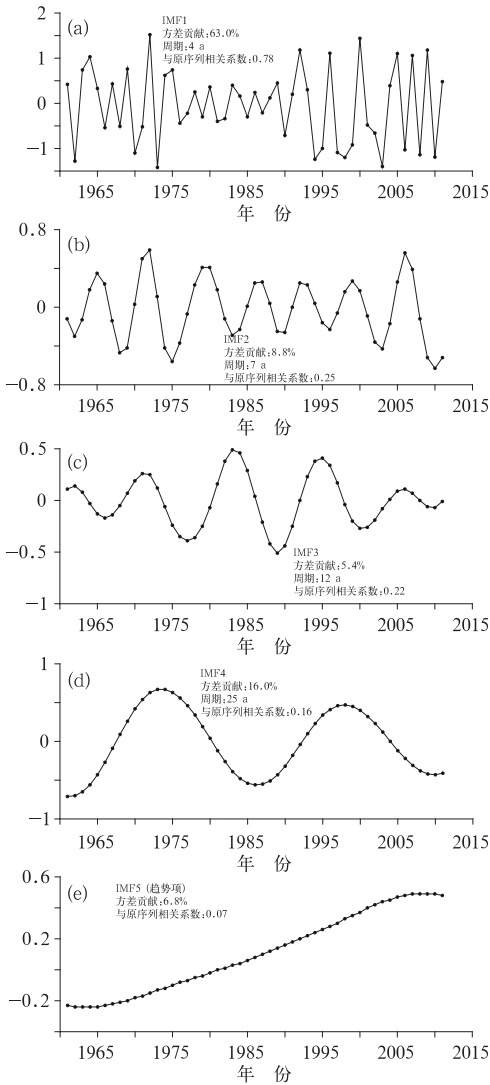 (a)
IMF1
方差贡献:63.0%
周期:4 a
与原序列相关系数:0.78
2
1
0
−1
1965 1975 1985 1995 2005 2015
年 份
(b)
0.8
0
−0.8
IMF2
方差贡献:8.8%
周期:7 a
与原序列相关系数:0.25
1965 1975 1985 1995 2005 2015
年 份
(c)
0.5
0
−0.5
−1
IMF3
方差贡献:5.4%
周期:12 a
与原序列相关系数:0.22
1965 1975 1985 1995 2005 2015
年 份
(d)
IMF4
方差贡献:16.0%
周期:25 a
与原序列相关系数:0.16
1
0
−1
1965 1975 1985 1995 2005 2015
年 份
(e)
IMF5 (趋势项)
方差贡献:6.8%
与原序列相关系数:0.07
0.6
0.2
−0.2
1965 1975 1985 1995 2005 2015
年 份